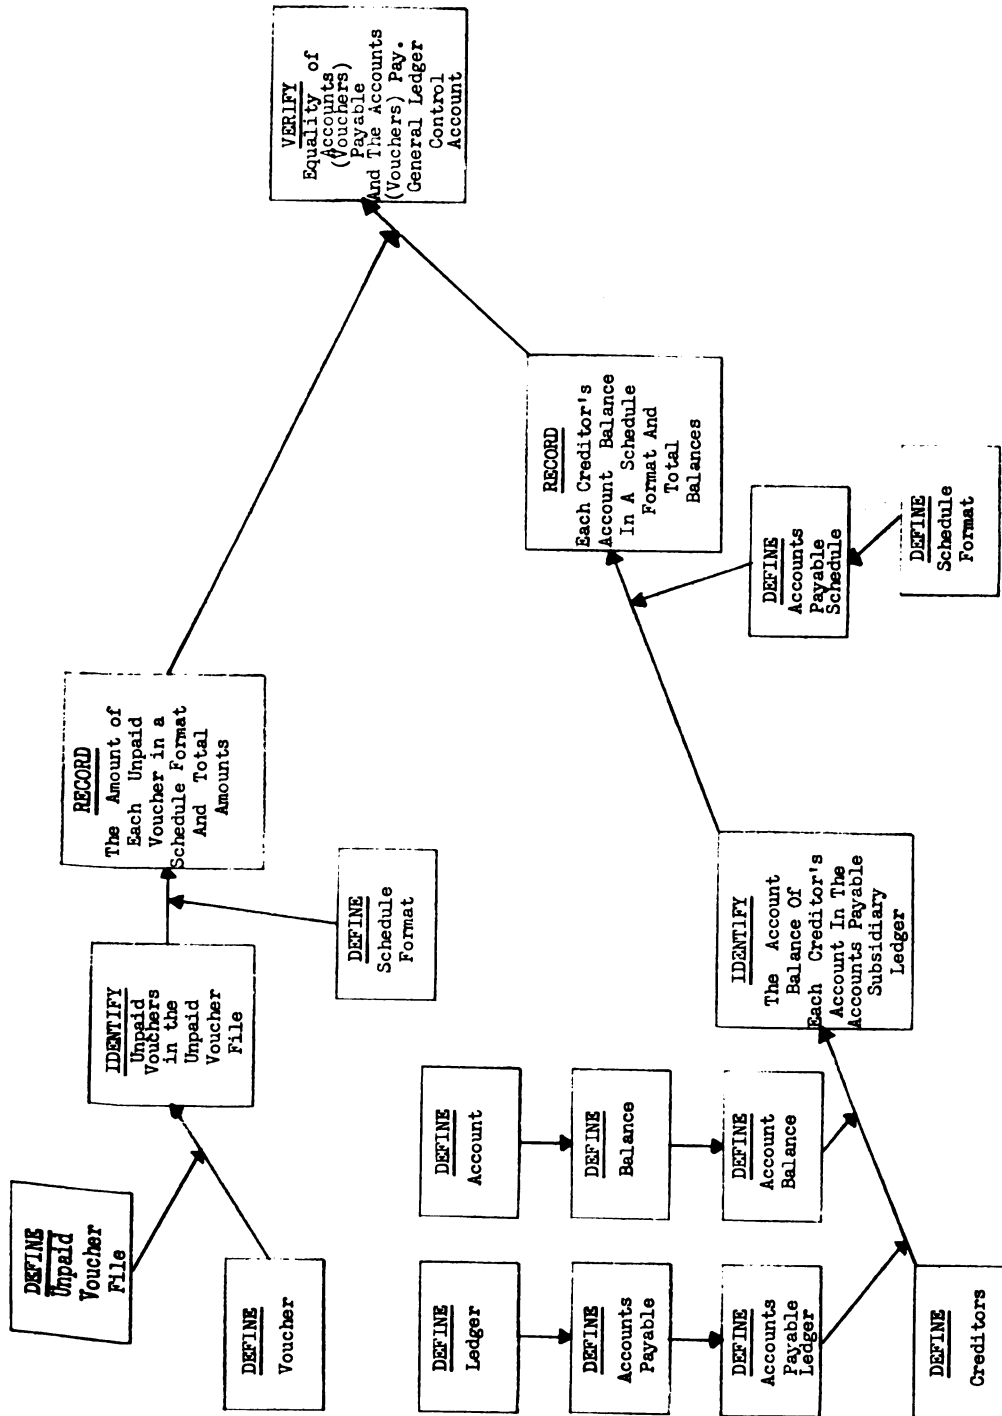 VERIFY
Equality of
Accounts
(Vouchers)
Payable
And The Accounts
(Vouchers) Pay.
General Ledger
Control
Account
RECORD
The Amount of
Each Unpaid
Voucher in a
Schedule Format
And Total
Amounts
RECORD
Each Creditor's
Account Balance
In A Schedule
Format And
Total
Balances
IDENTIFY
Unpaid
Vouchers
in the
Unpaid
Voucher
File
DEFINE
Schedule
Format
DEFINE
Accounts
Payable
Schedule
DEFINE
Schedule
Format
DEFINE
Unpaid
Voucher
File
DEFINE
Voucher
IDENTIFY
The Account
Balance Of
Each Creditor's
Account In The
Accounts Payable
Subsidiary
Ledger
DEFINE
Account
DEFINE
Balance
DEFINE
Account
Balance
DEFINE
Ledger
DEFINE
Accounts
Payable
DEFINE
Accounts
Payable
Ledger
DEFINE
Creditors